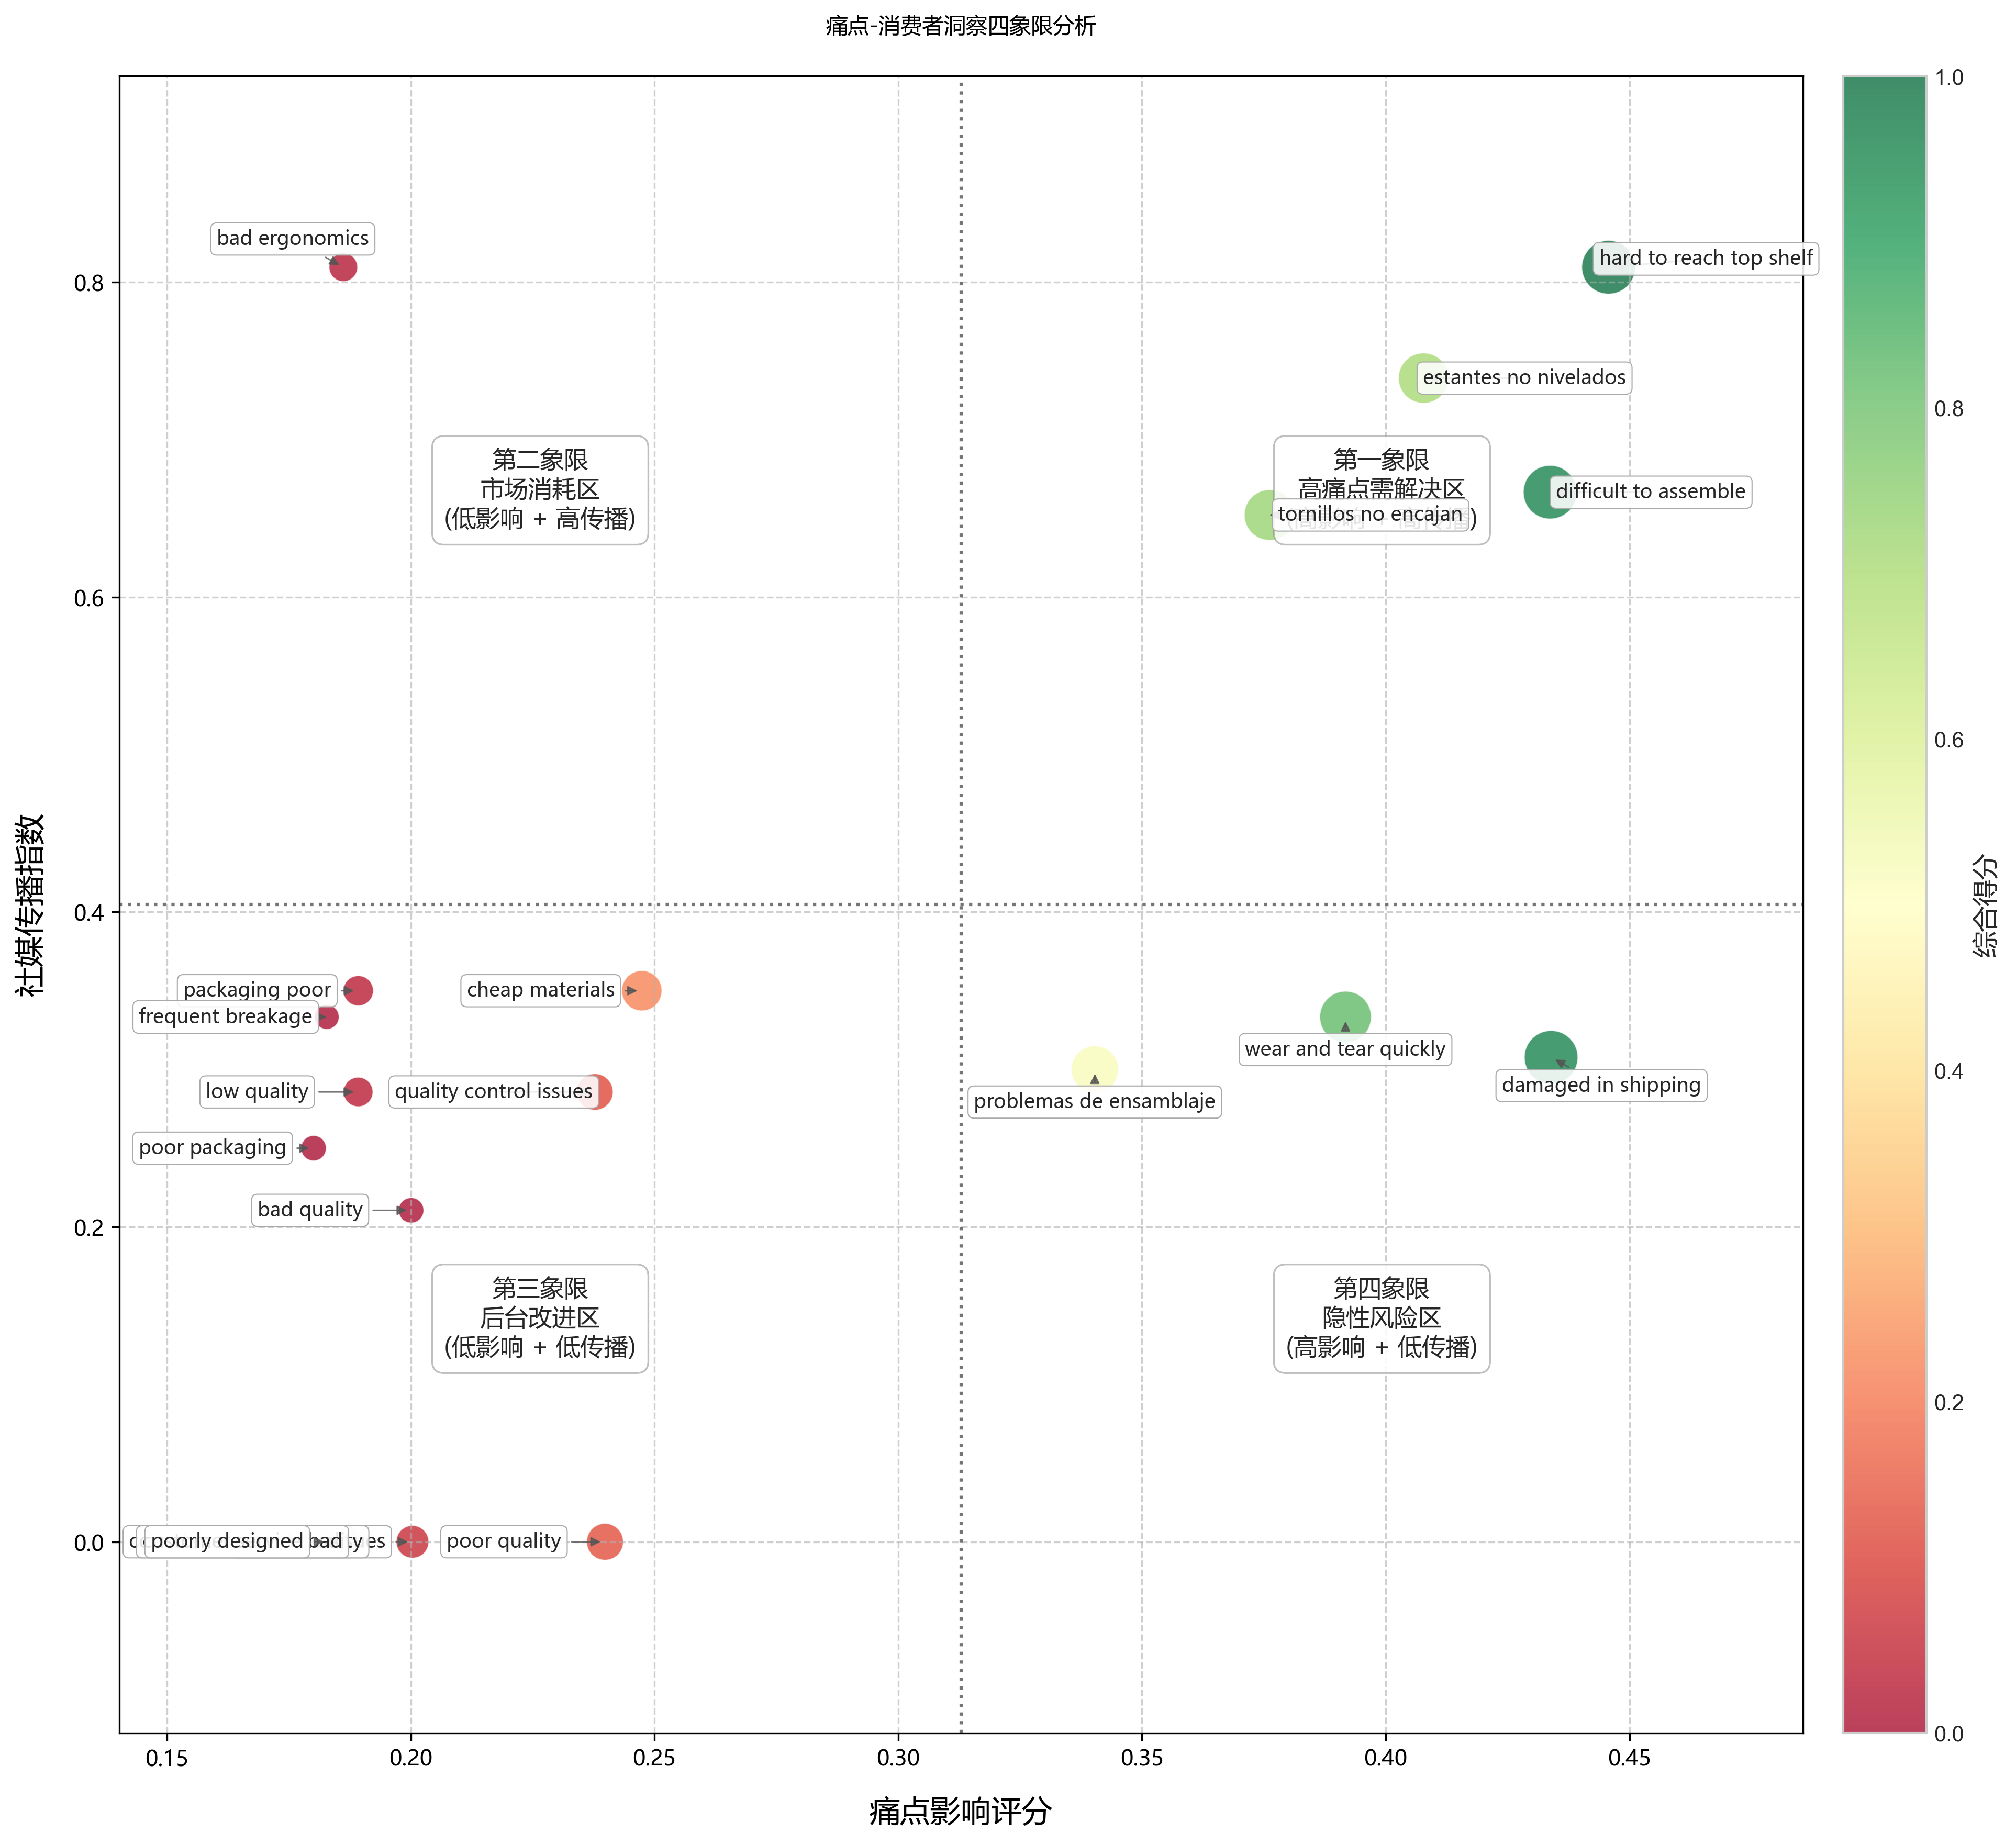 痛点-消费者洞察四象限分析
1.0
bad ergonomics
hard to reach top shelf
0.8
estantes no nivelados
0.8
第二象限
市场消耗区
(低影响 + 高传播)
第一象限
高痛点需解决区
difficult to assemble
tornillos no encajan
0.6
0.6
社媒传播指数
综合得分
0.4
packaging poor
cheap materials
frequent breakage
wear and tear quickly
0.4
low quality
quality control issues
problemas de ensamblaje
damaged in shipping
poor packaging
bad quality
0.2
第三象限
后台改进区
(低影响 + 低传播)
第四象限
隐性风险区
(高影响 + 低传播)
0.2
0.0
poorly designed
bad
poor quality
0.0
0.15 0.20 0.25 0.30 0.35 0.40 0.45
痛点影响评分